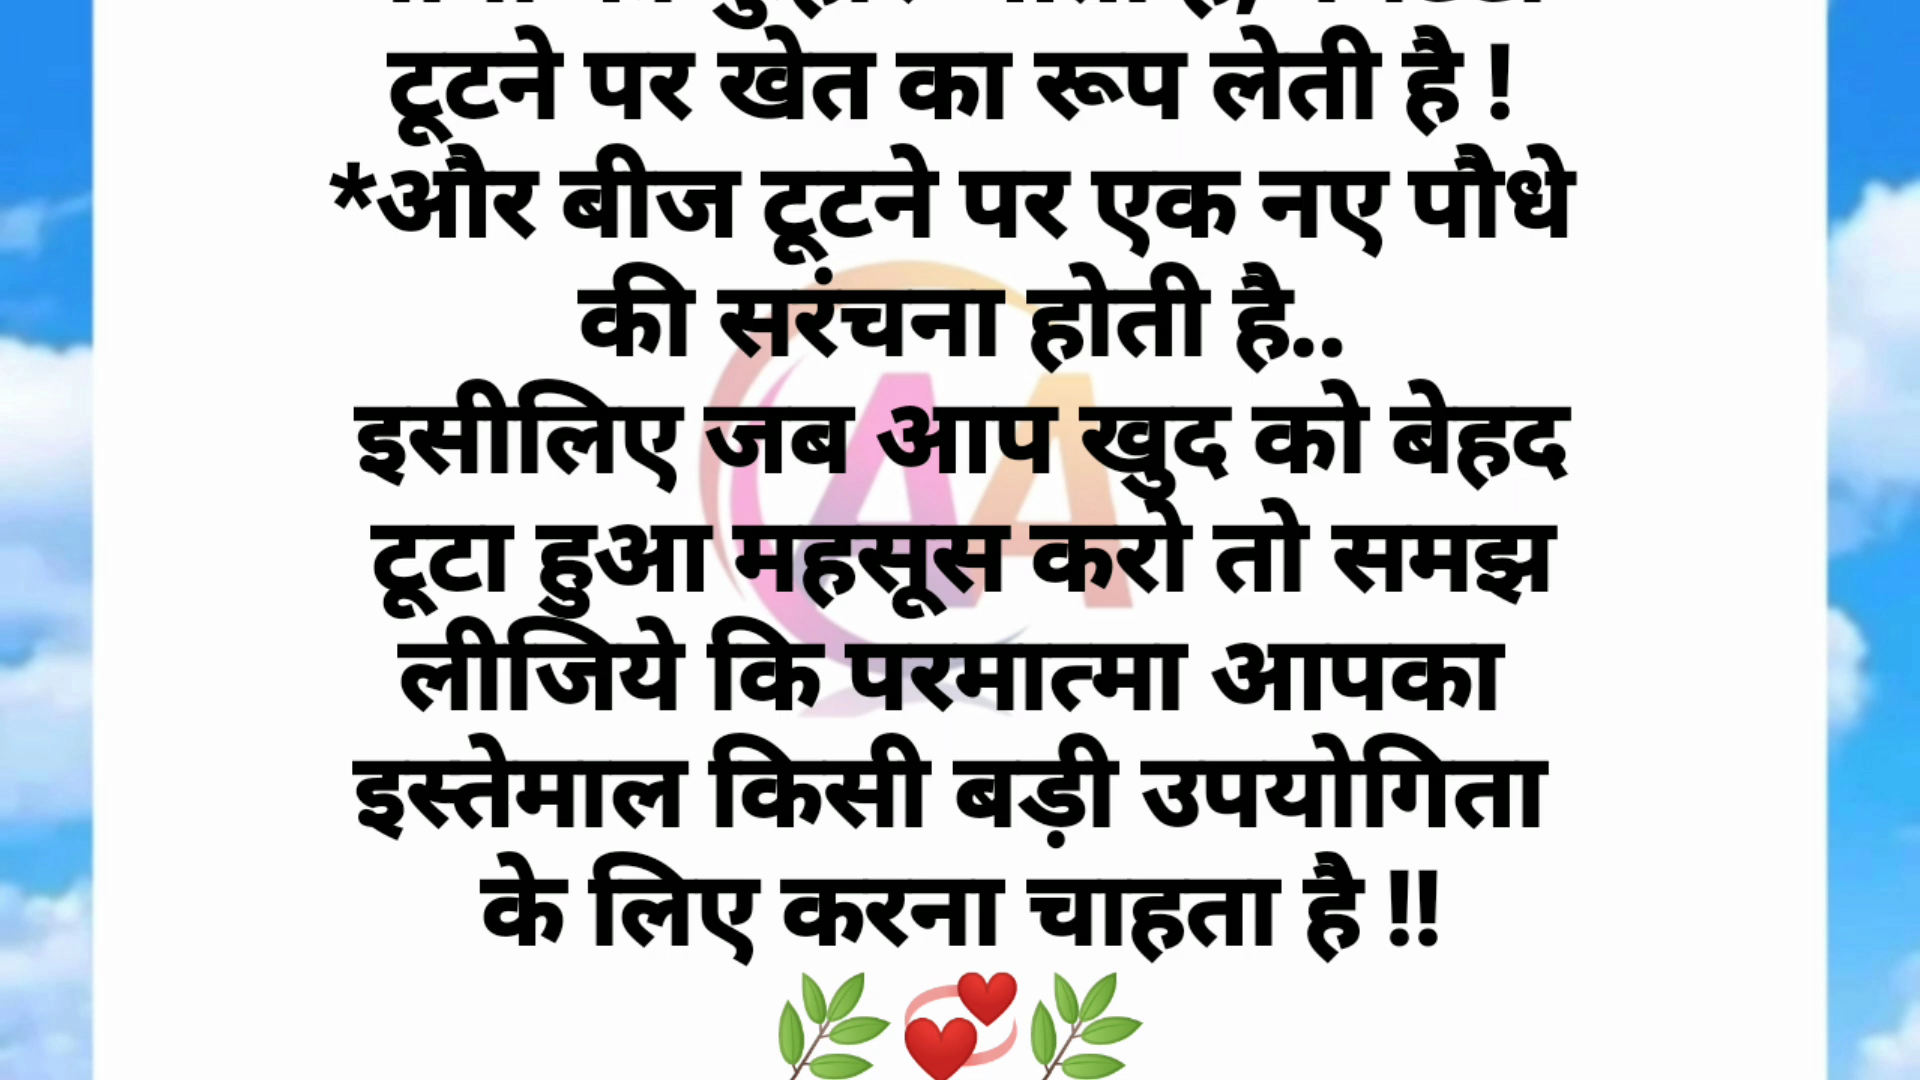 टूटने पर खेत का रूप लेती है !
*और बीज टूटने पर एक नए पौधे
की सरंचना होती है..
इसीलिए जब आप खुद को बेहद
टूटा हुआ महसूस करो तो समझ
लीजिये कि परमात्मा आपका
इस्तेमाल किसी बड़ी उपयोगिता
के लिए करना चाहता है !!
AA